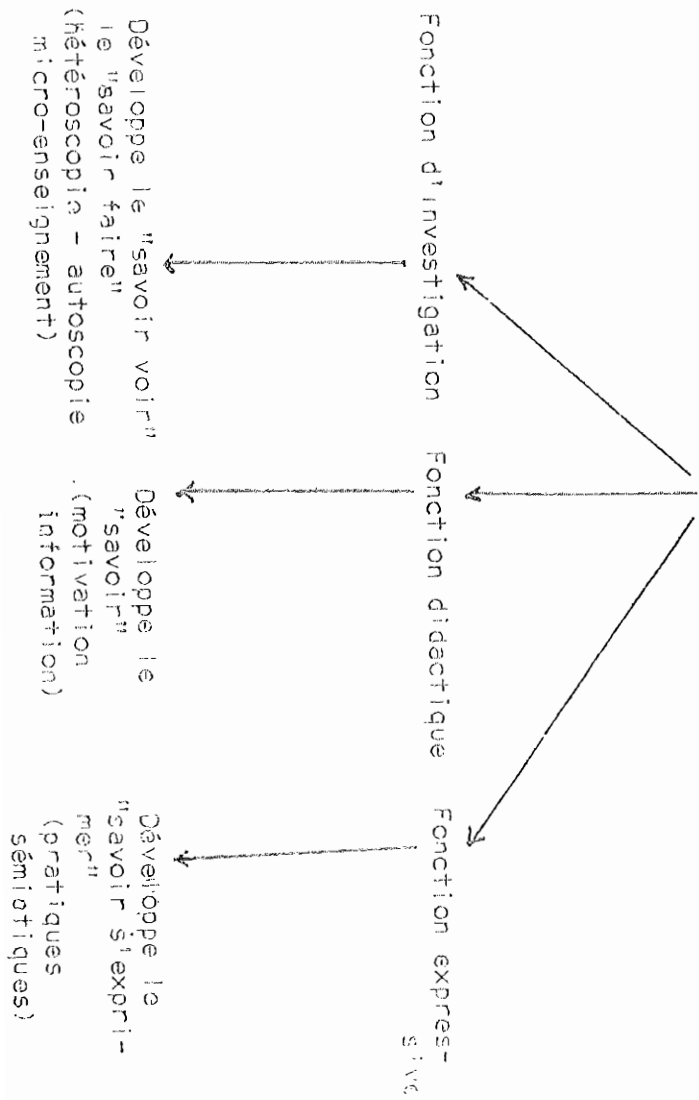 Fonction d'investigation
Fonction didactique
Fonction expres-
sive
Développe le "savoir voir"
le "savoir faire"
(hétéroscopie - autoscopie
micro-enseignement)
Développe le
"savoir"
(motivation
information)
Développe le
"savoir s'expri-
mer"
(pratiques
sémiotiques)